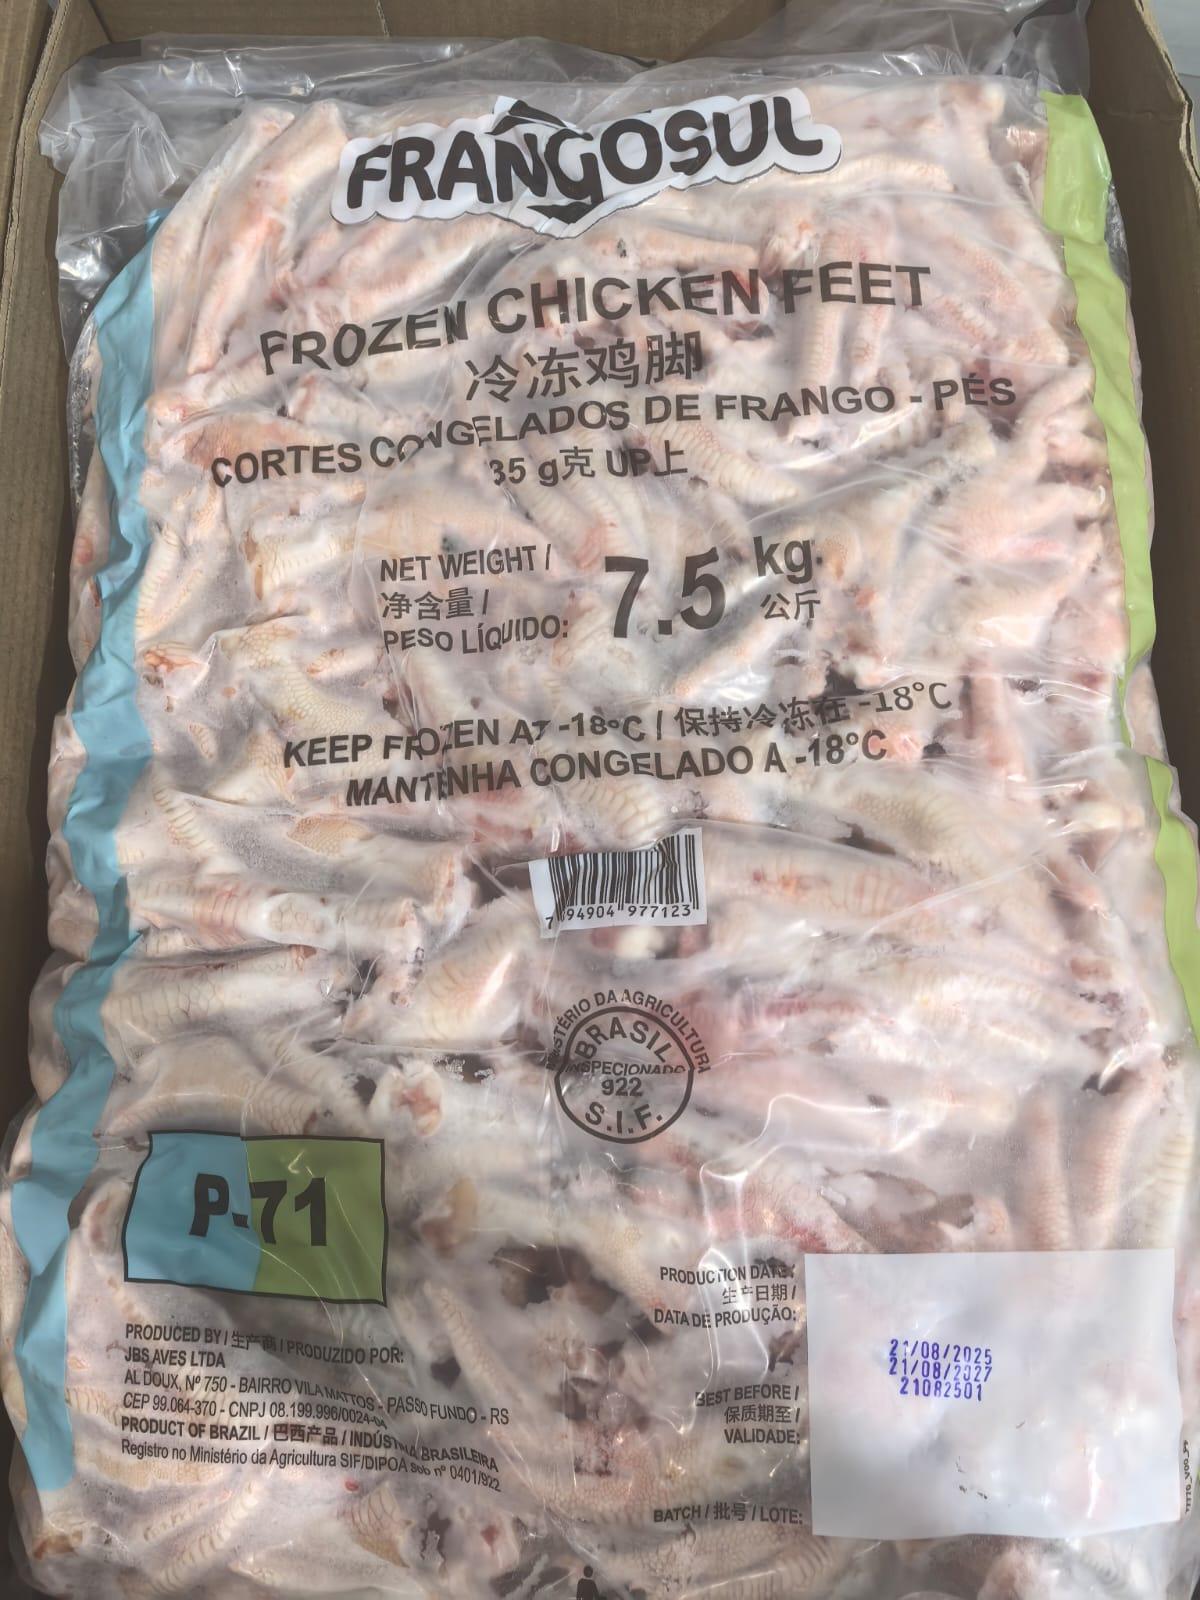 FRANGOSUL
FROZEN CHICKEN FEET
冷冻鸡脚
CORTES CONGELADOS DE FRANGO - PÉS
35 g克 UP上
NET WEIGHT /
净含量 /
PESO LÍQUIDO:
7.5 kg
公斤
KEEP FROZEN AT -18°C / 保持冷冻在 -18°C
MANTENHA CONGELADO A -18°C
7 94904 977123
MINISTÉRIO DA AGRICULTURA
BRASIL
INSPECIONADO
922
S.I.F.
P-71
PRODUCED BY / 生产商 / PRODUZIDO POR:
JBS AVES LTDA
AL DOUX, Nº 750 - BAIRRO VILA MATTOS - PASSO FUNDO - RS
CEP 99.064-370 - CNPJ 08.199.996/0024-04
PRODUCT OF BRAZIL / 巴西产品 / INDÚSTRIA BRASILEIRA
Registro no Ministério da Agricultura SIF/DIPOA sob nº 0401/922
PRODUCTION DATE /
生产日期 /
DATA DE PRODUÇÃO:
BEST BEFORE /
保质期至 /
VALIDADE:
BATCH / 批号 / LOTE:
21/08/2025
21/08/2027
21082501